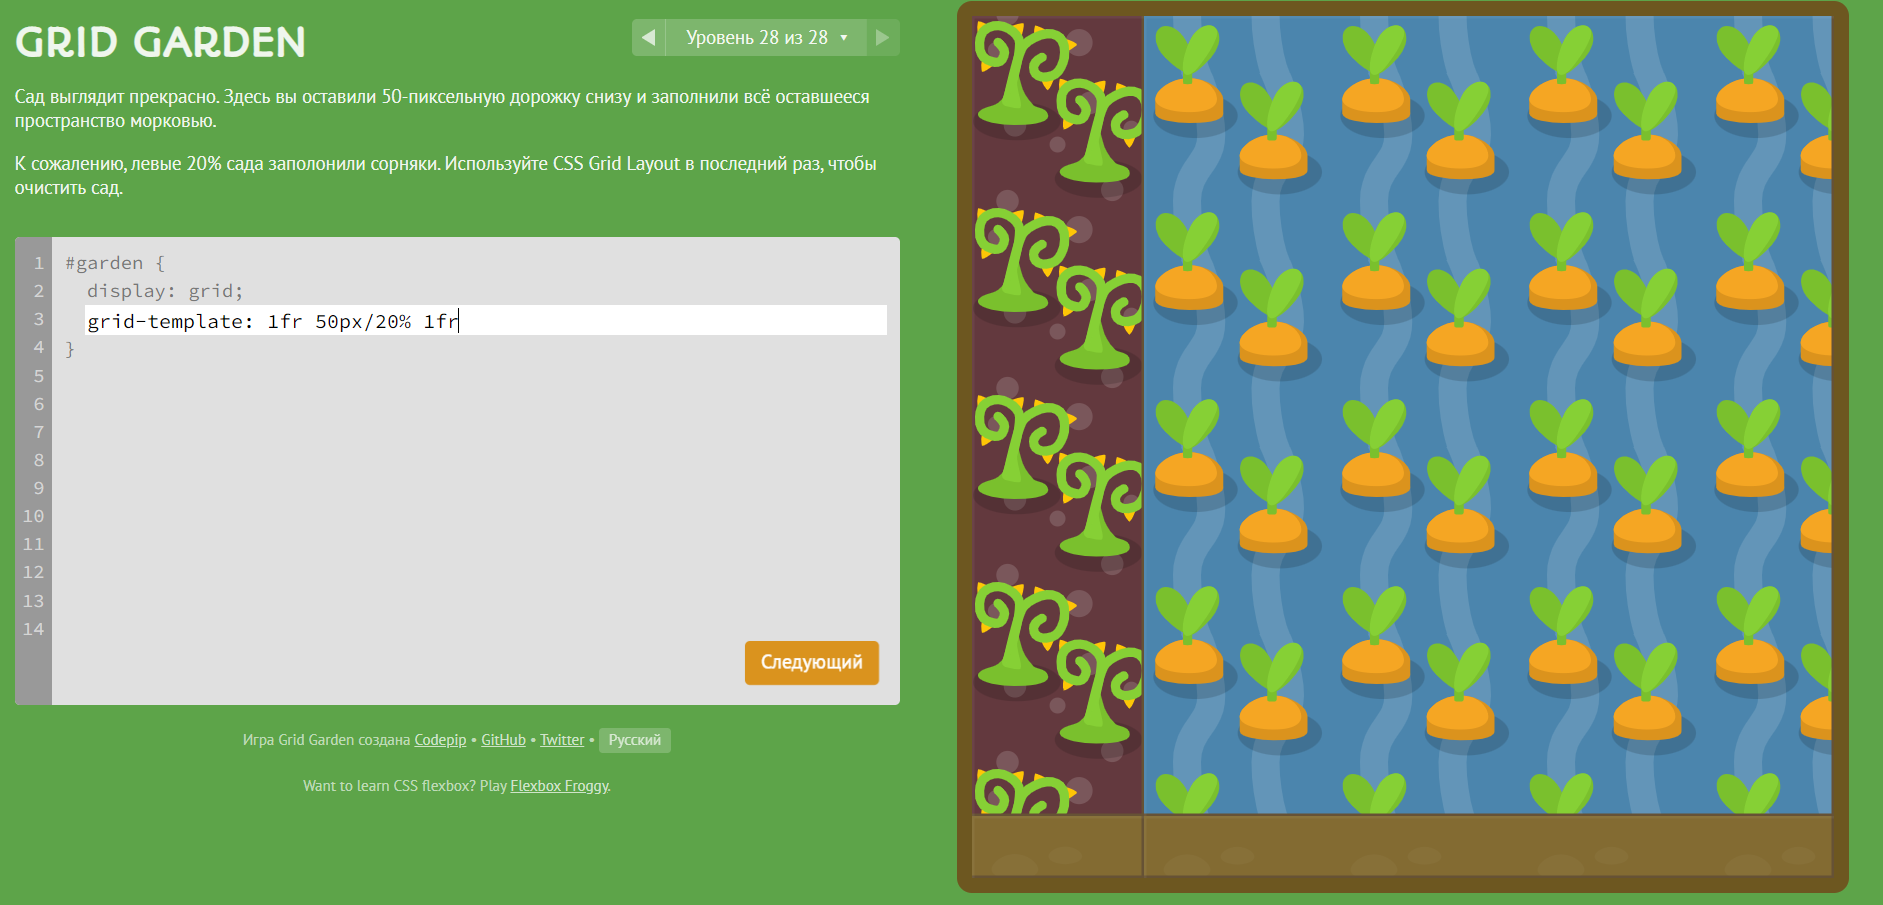 GRID GARDEN
Уровень 28 из 28
Сад выглядит прекрасно. Здесь вы оставили 50-пиксельную дорожку снизу и заполнили всё оставшееся
пространство морковью.
К сожалению, левые 20% сада заполонили сорняки. Используйте CSS Grid Layout в последний раз, чтобы
очистить сад.
1 #garden {
2 display: grid;
3 grid-template: 1fr 50px/20% 1fr
4 }
5
6
7
8
9
10
11
12
13
14
Следующий
Игра Grid Garden создана Codepip • GitHub • Twitter • Русский
Want to learn CSS flexbox? Play Flexbox Froggy.